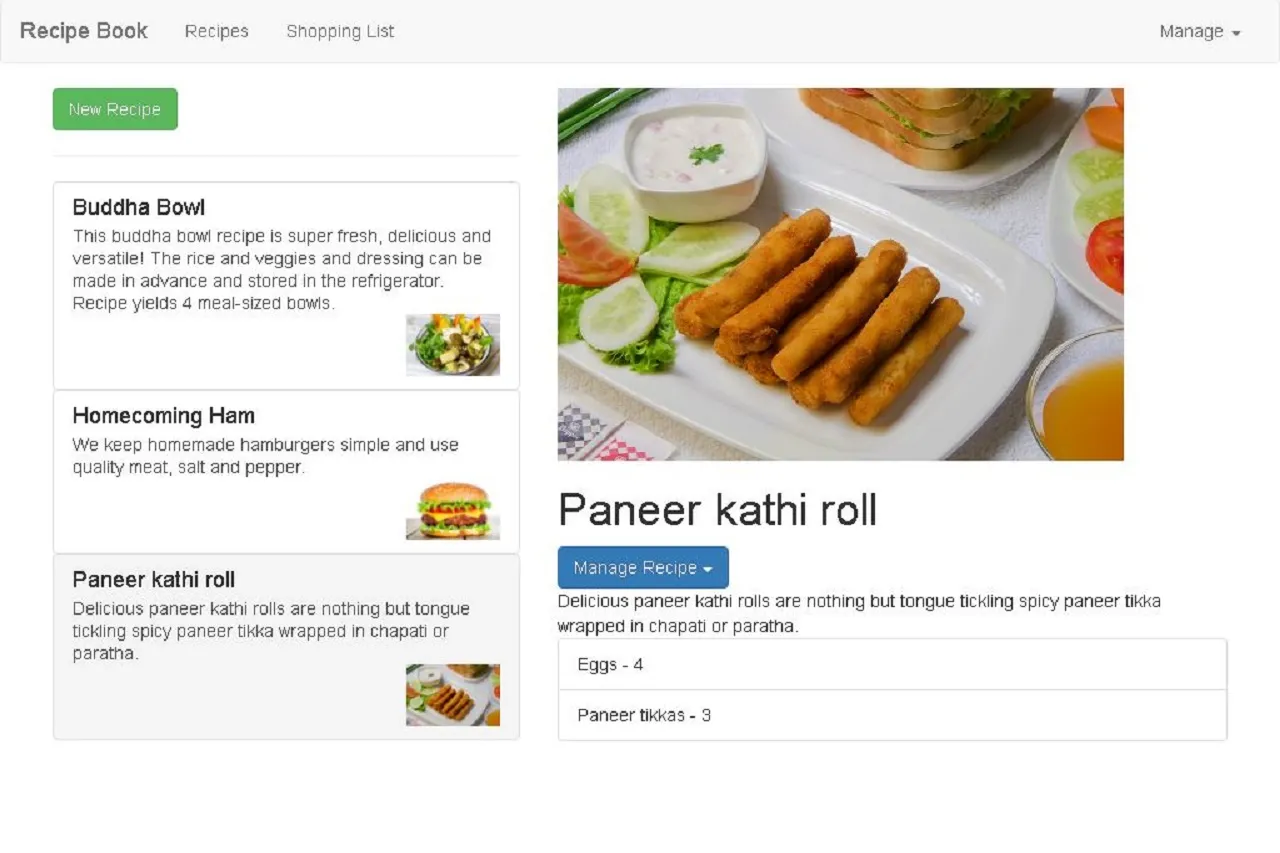 Recipe Book Recipes Shopping List Manage
New Recipe
Buddha Bowl
This buddha bowl recipe is super fresh, delicious and
versatile! The rice and veggies and dressing can be
made in advance and stored in the refrigerator.
Recipe yields 4 meal-sized bowls.
Homecoming Ham
We keep homemade hamburgers simple and use
quality meat, salt and pepper.
Paneer kathi roll
Delicious paneer kathi rolls are nothing but tongue
tickling spicy paneer tikka wrapped in chapati or
paratha.
Paneer kathi roll
Manage Recipe
Delicious paneer kathi rolls are nothing but tongue tickling spicy paneer tikka
wrapped in chapati or paratha.
Eggs - 4
Paneer tikkas - 3